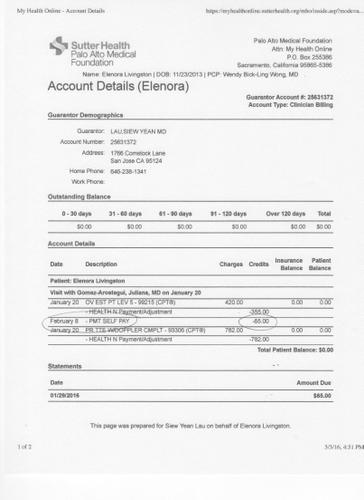 My Health Online - Account Details
https://myhealthonline.sutterhealth.org/mho/inside.asp?mode=a...
Sutter Health
Palo Alto Medical
Foundation
Palo Alto Medical Foundation
Attn: My Health Online
P.O. Box 255386
Sacramento, California 95865-5386
Name: Elenora Livingston | DOB: 11/23/2013 | PCP: Wendy Bick-Ling Wong, MD
Account Details (Elenora)
Guarantor Account #: 25631372
Account Type: Clinician Billing
Guarantor Demographics
Guarantor: LAU,SIEW YEAN MD
Account Number: 25631372
Address: 1766 Comstock Lane
San Jose CA 95124
Home Phone: 646-238-1341
Work Phone:
Outstanding Balance
0 - 30 days 31 - 60 days 61 - 90 days 91 - 120 days Over 120 days Total
$0.00 $0.00 $0.00 $0.00 $0.00 $0.00
Account Details
Date Description Charges Credits Insurance Balance Patient Balance
Patient: Elenora Livingston
Visit with Gomez-Arostegui, Juliana, MD on January 20
January 20 OV EST PT LEV 5 - 99215 (CPT®) 420.00 0.00 0.00
- HEALTH N Payment/Adjustment -355.00
February 8 - PMT SELF PAY -65.00
January 20 PR TTE W/DOPPLER CMPLT - 93306 (CPT®) 782.00 0.00 0.00
- HEALTH N Payment/Adjustment -782.00
Total Patient Balance: $0.00
Statements
Date Amount Due
01/29/2016 $65.00
This page was prepared for Siew Yean Lau on behalf of Elenora Livingston.
1 of 2
3/3/16, 4:31 PM